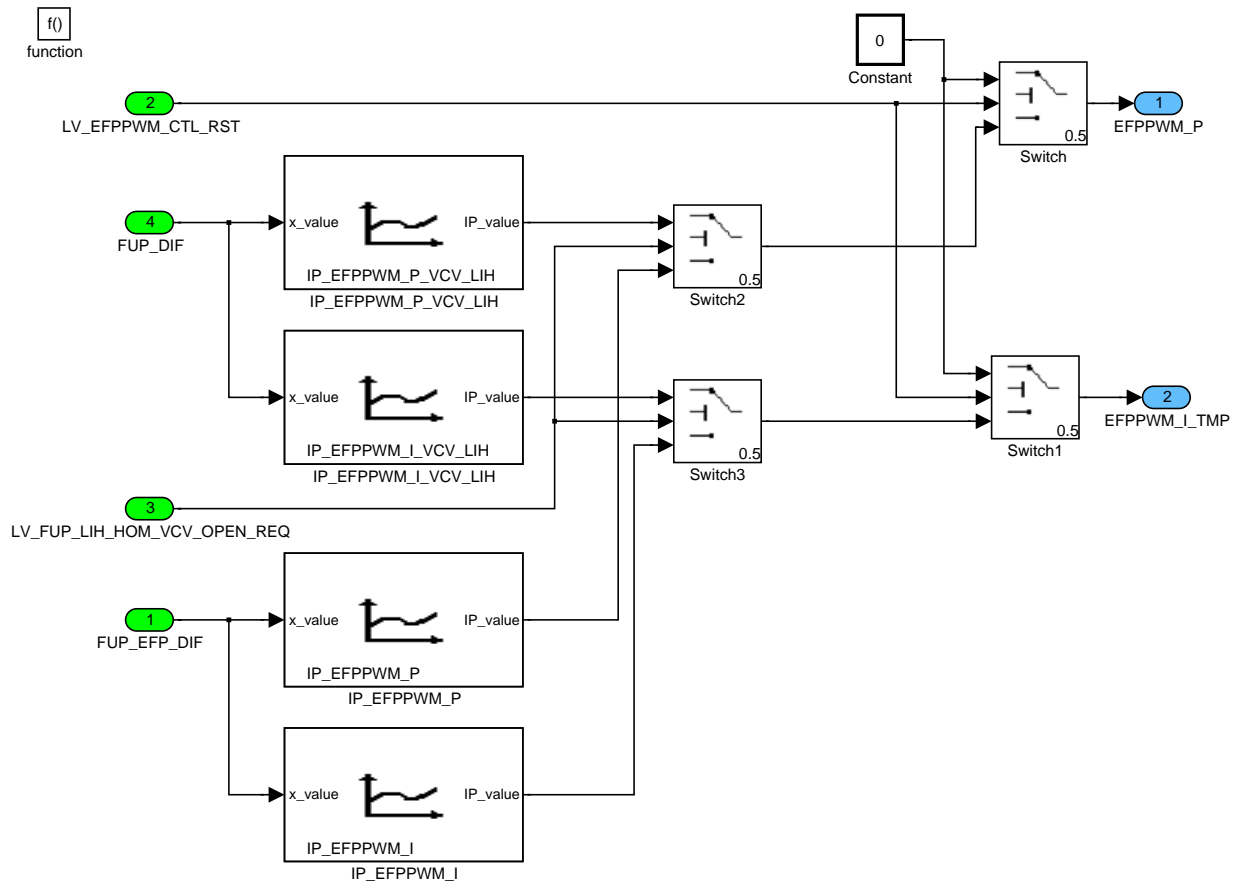 f()
function
0
Constant
2
LV_EFPPWM_CTL_RST
0.5
Switch
1
EFPPWM_P
4
FUP_DIF
x_value
IP_value
IP_EFPPWM_P_VCV_LIH
IP_EFPPWM_P_VCV_LIH
0.5
Switch2
x_value
IP_value
IP_EFPPWM_I_VCV_LIH
IP_EFPPWM_I_VCV_LIH
0.5
Switch3
0.5
Switch1
2
EFPPWM_I_TMP
3
LV_FUP_LIH_HOM_VCV_OPEN_REQ
1
FUP_EFP_DIF
x_value
IP_value
IP_EFPPWM_P
IP_EFPPWM_P
x_value
IP_value
IP_EFPPWM_I
IP_EFPPWM_I